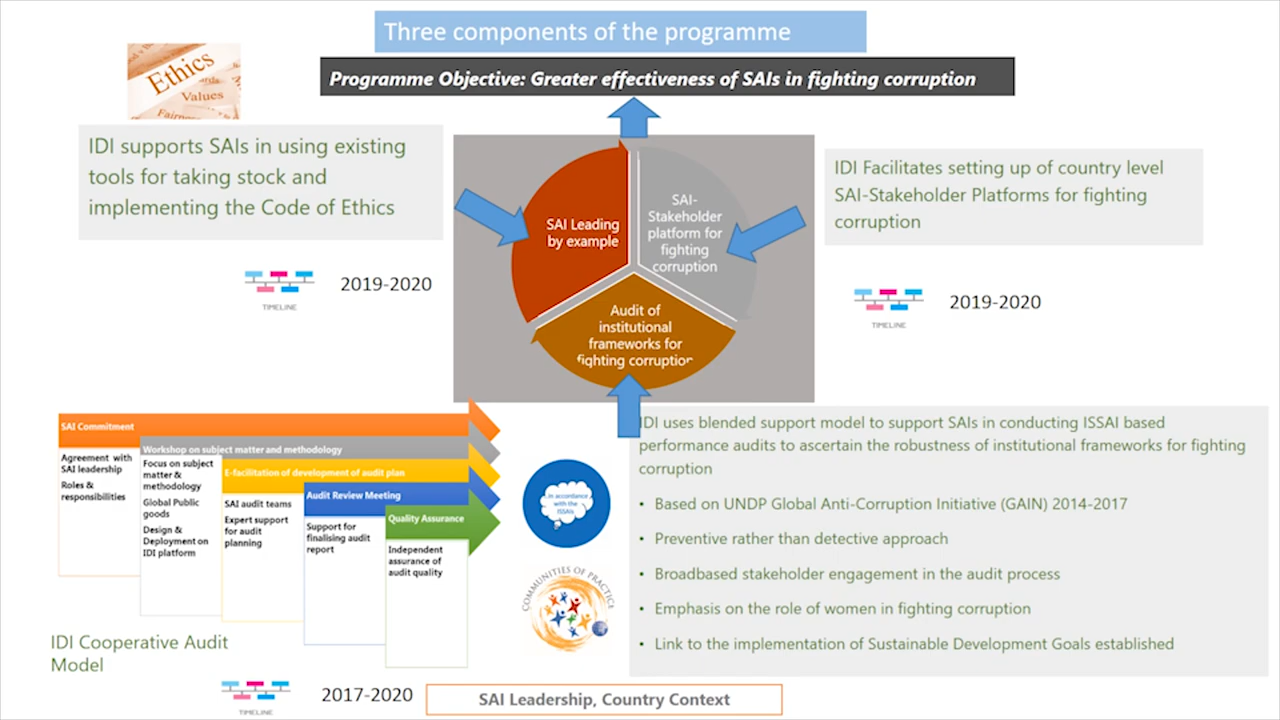 Three components of the programme
Programme Objective: Greater effectiveness of SAIs in fighting corruption
Ethics
Values
IDI supports SAIs in using existing
tools for taking stock and
implementing the Code of Ethics
SAI Leading
by example
SAI-
Stakeholder
platform for
fighting
corruption
IDI Facilitates setting up of country level
SAI-Stakeholder Platforms for fighting
corruption
TIMELINE
2019-2020
TIMELINE
2019-2020
Audit of
institutional
frameworks for
fighting corruption
SAI Commitment
Agreement with
SAI leadership
Roles &
responsibilities
Workshop on subject matter and methodology
Focus on subject
matter &
methodology
Global Public
goods
Design &
Deployment on
IDI platform
E-facilitation of development of audit plan
SAI audit teams
Expert support
for audit
planning
Audit Review Meeting
Support for
finalising audit
report
Quality Assurance
Independent
assurance of
audit quality
in accordance
with the
ISSAIs
COMMUNITIES OF PRACTICE
IDI uses blended support model to support SAIs in conducting ISSAI based
performance audits to ascertain the robustness of institutional frameworks for fighting
corruption
• Based on UNDP Global Anti-Corruption Initiative (GAIN) 2014-2017
• Preventive rather than detective approach
• Broadbased stakeholder engagement in the audit process
• Emphasis on the role of women in fighting corruption
• Link to the implementation of Sustainable Development Goals established
IDI Cooperative Audit
Model
TIMELINE
2017-2020
SAI Leadership, Country Context